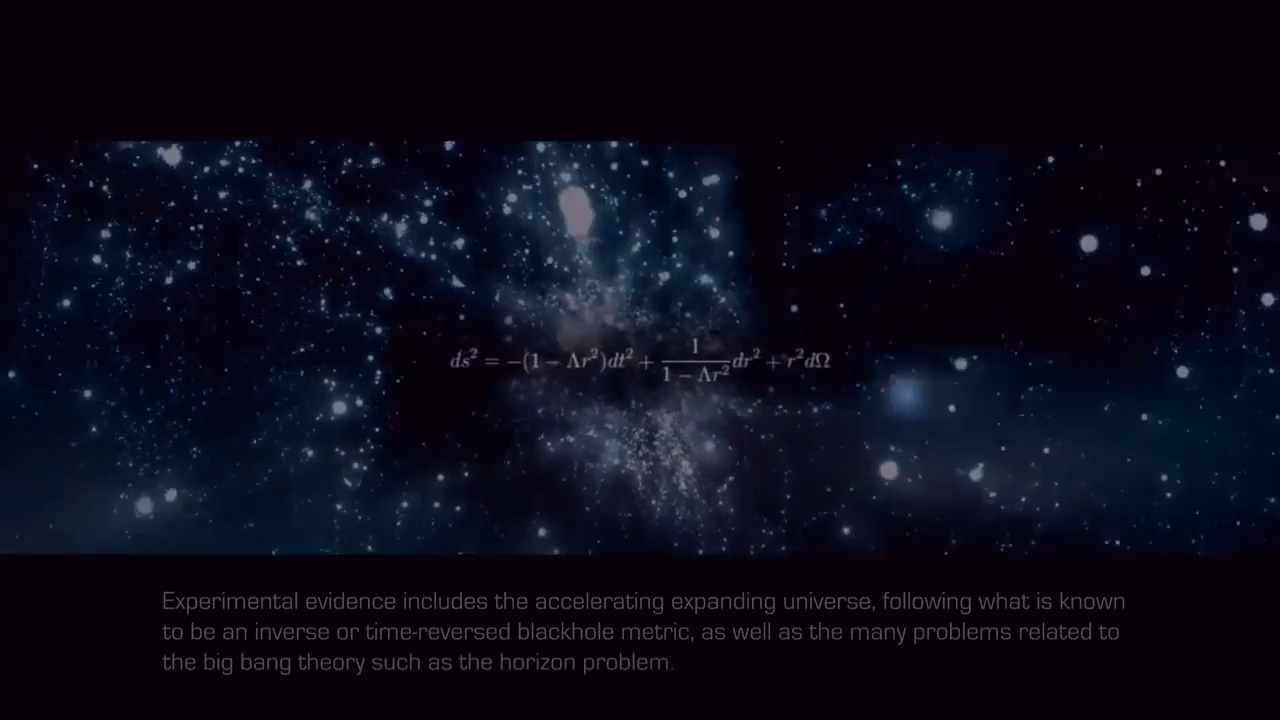 ds² = −(1 − Λr²)dt² + \frac{1}{1 − Λr²}dr² + r²dΩ
Experimental evidence includes the accelerating expanding universe, following what is known
to be an inverse or time-reversed blackhole metric, as well as the many problems related to
the big bang theory such as the horizon problem.